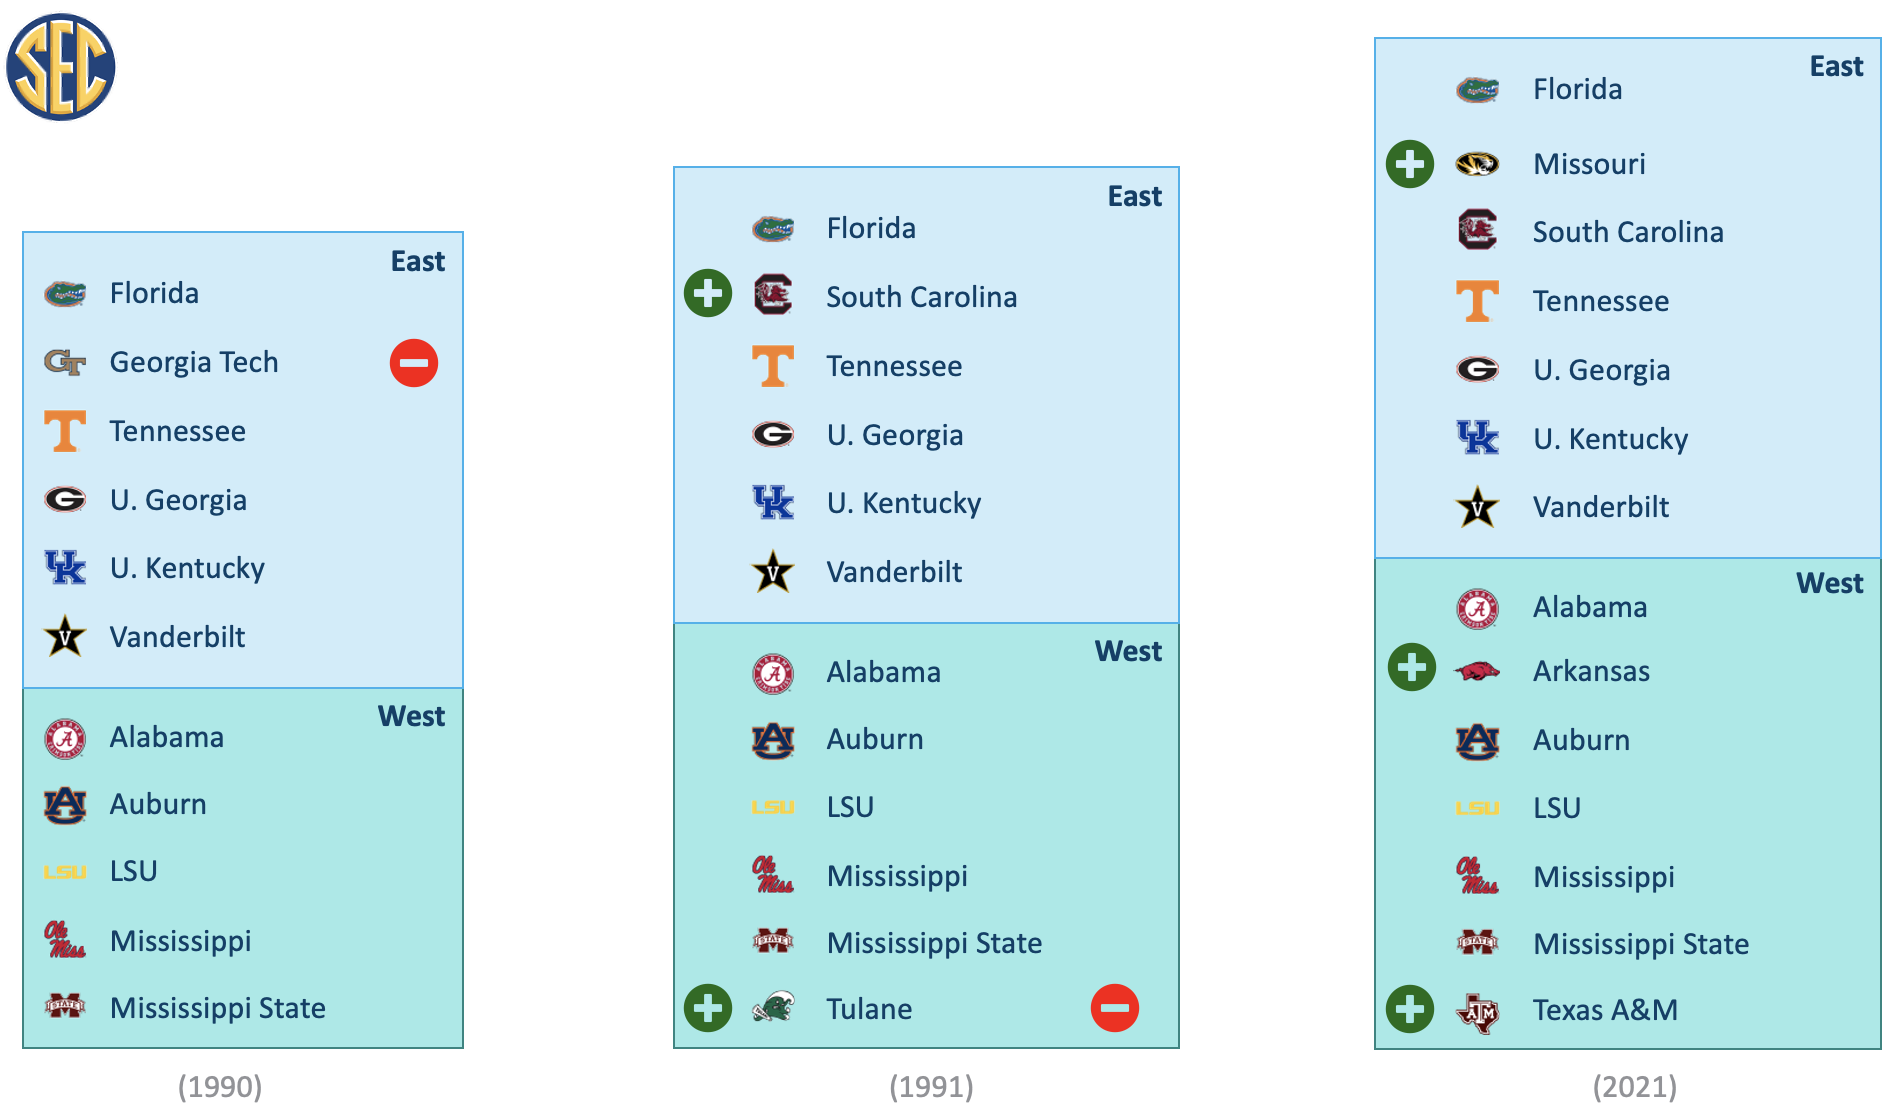 SEC
East
Florida
Georgia Tech
Tennessee
U. Georgia
U. Kentucky
Vanderbilt
West
Alabama
Auburn
LSU
Mississippi
Mississippi State
(1990)
East
Florida
South Carolina
Tennessee
U. Georgia
U. Kentucky
Vanderbilt
West
Alabama
Auburn
LSU
Mississippi
Mississippi State
Tulane
(1991)
East
Florida
Missouri
South Carolina
Tennessee
U. Georgia
U. Kentucky
Vanderbilt
West
Alabama
Arkansas
Auburn
LSU
Mississippi
Mississippi State
Texas A&M
(2021)